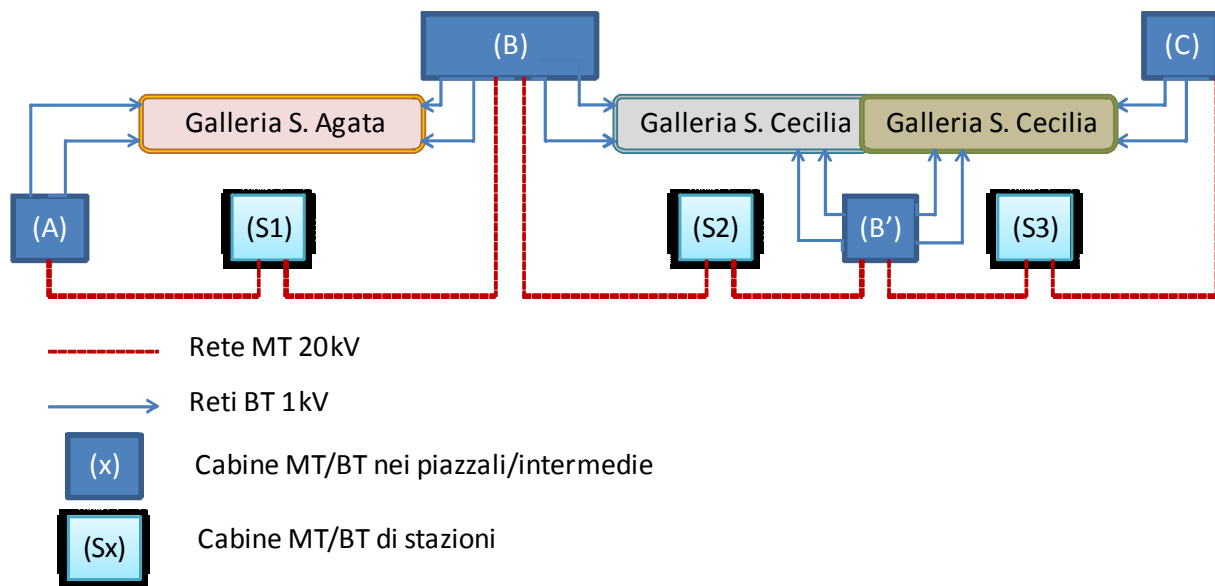 (B)
(C)
Galleria S. Agata
Galleria S. Cecilia
Galleria S. Cecilia
(A)
(S1)
(S2)
(B’)
(S3)
Rete MT 20kV
Reti BT 1kV
(x)
Cabine MT/BT nei piazzali/intermedie
(Sx)
Cabine MT/BT di stazioni